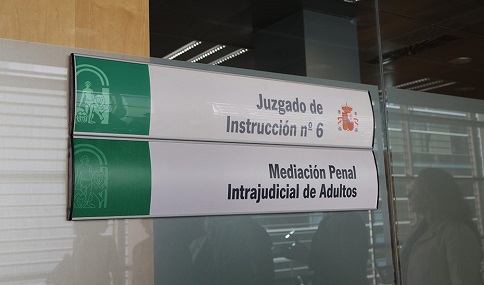 Juzgado de
Instrucción nº 6
Mediación Penal
Intrajudicial de Adultos